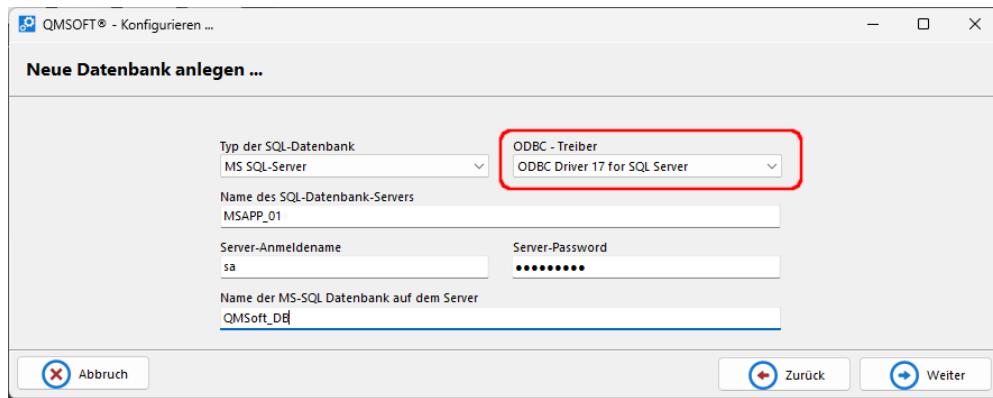 QMSOFT® - Konfigurieren ...
Neue Datenbank anlegen ...
Typ der SQL-Datenbank
MS SQL-Server
ODBC - Treiber
ODBC Driver 17 for SQL Server
Name des SQL-Datenbank-Servers
MSAPP_01
Server-Anmeldename
sa
Server-Password
●●●●●●●●●
Name der MS-SQL Datenbank auf dem Server
QMSoft_DB
Abbruch
Zurück
Weiter